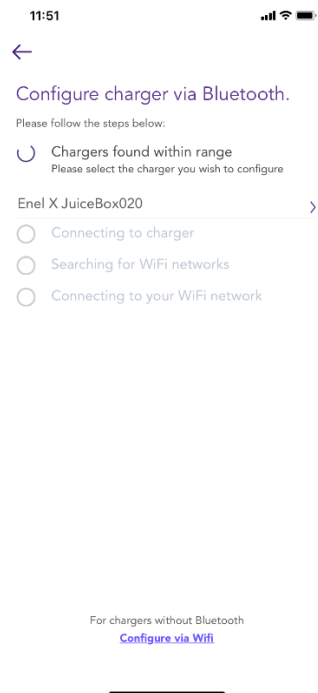 11:51
Configure charger via Bluetooth.
Please follow the steps below:
Chargers found within range
Please select the charger you wish to configure
Enel X JuiceBox020
Connecting to charger
Searching for WiFi networks
Connecting to your WiFi network
For chargers without Bluetooth
Configure via Wifi